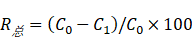 R总 = (C₀ − C₁)/C₀ × 100